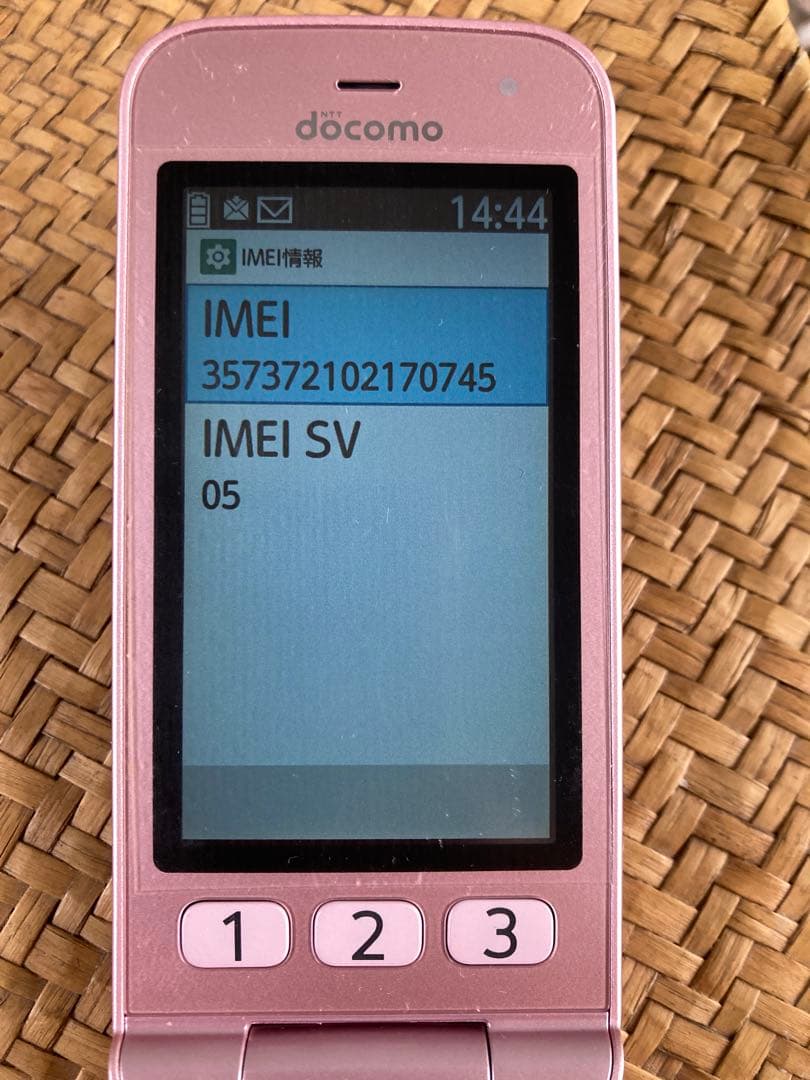 NTT
docomo
14:44
IMEI情報
IMEI
357372102170745
IMEI SV
05
1 2 3